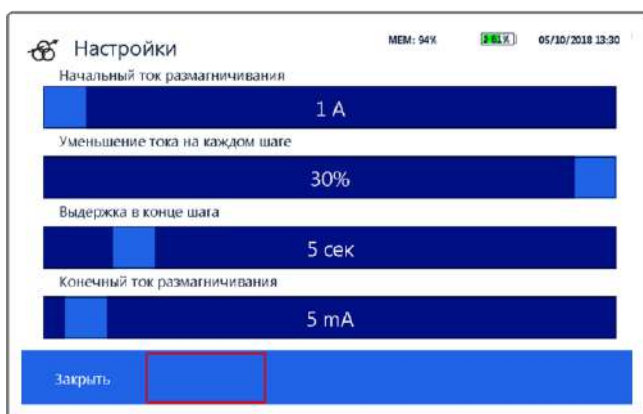 Настройки MEM: 94% 81% 05/10/2018 13:30
Начальный ток размагничивания
1 A
Уменьшение тока на каждом шаге
30%
Выдержка в конце шага
5 сек
Конечный ток размагничивания
5 mA
Закрыть